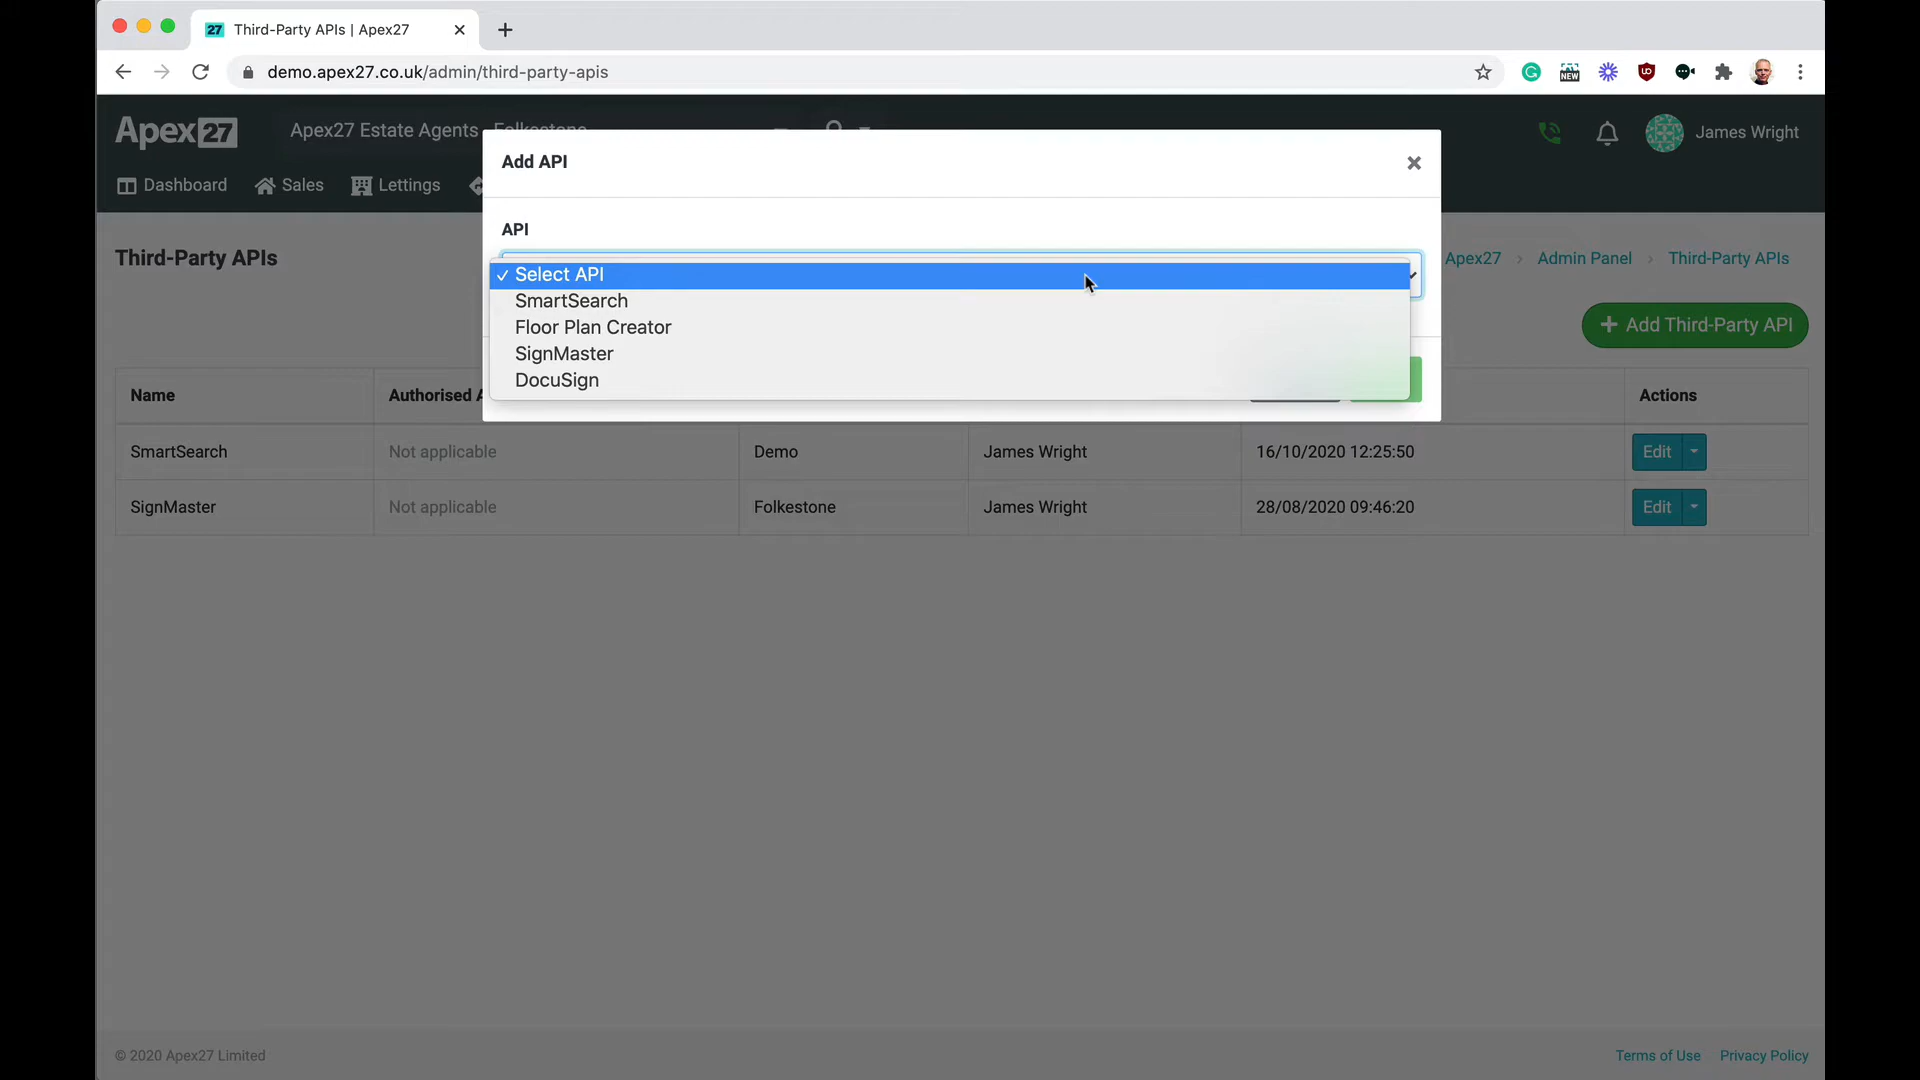 27 Third-Party APIs | Apex27
demo.apex27.co.uk/admin/third-party-apis
NEW
Apex27
Apex27 Estate Agents - Folkestone
James Wright
Dashboard
Sales
Lettings
Add API
API
Select API
SmartSearch
Floor Plan Creator
SignMaster
DocuSign
Third-Party APIs
Apex27 > Admin Panel > Third-Party APIs
Add Third-Party API
Name
Authorised
Actions
SmartSearch Not applicable Demo James Wright 16/10/2020 12:25:50 Edit
SignMaster Not applicable Folkestone James Wright 28/08/2020 09:46:20 Edit
© 2020 Apex27 Limited
Terms of Use Privacy Policy